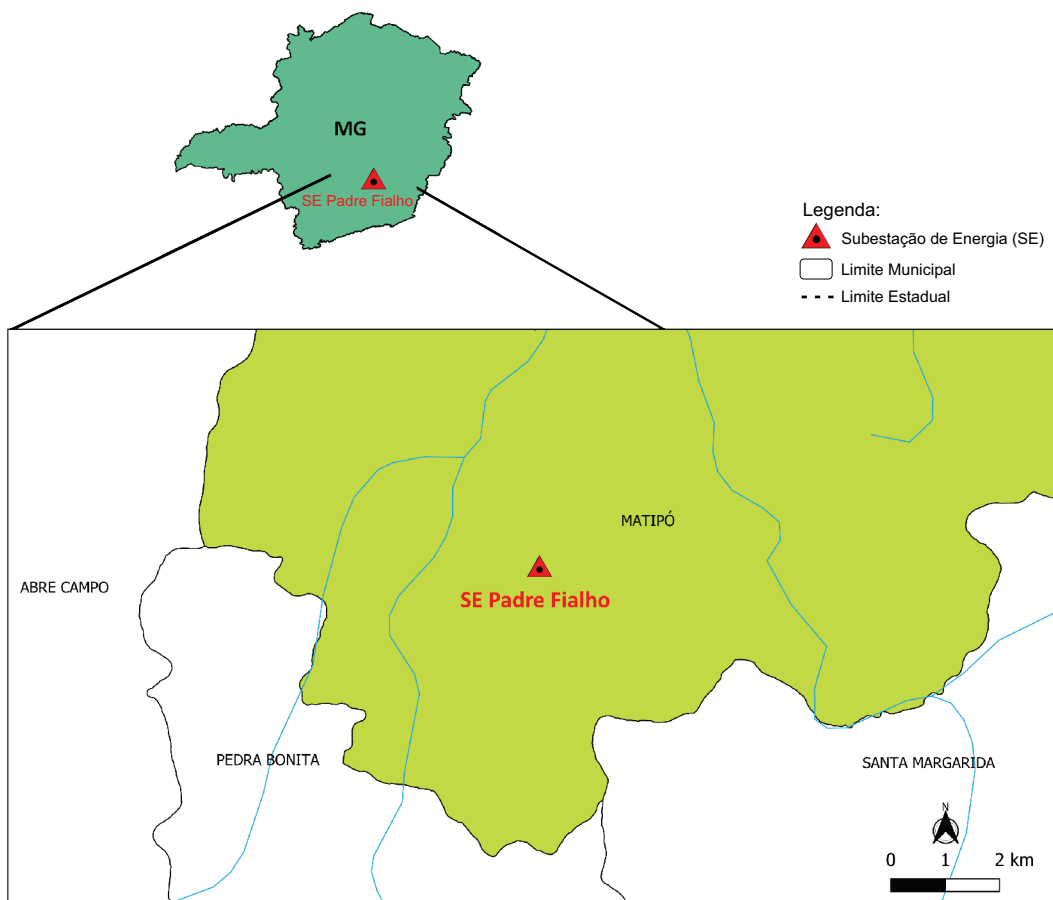 MG
SE Padre Fialho
Legenda:
Subestação de Energia (SE)
Limite Municipal
Limite Estadual
MATIPÓ
ABRE CAMPO
SE Padre Fialho
PEDRA BONITA
SANTA MARGARIDA
N
0 1 2 km